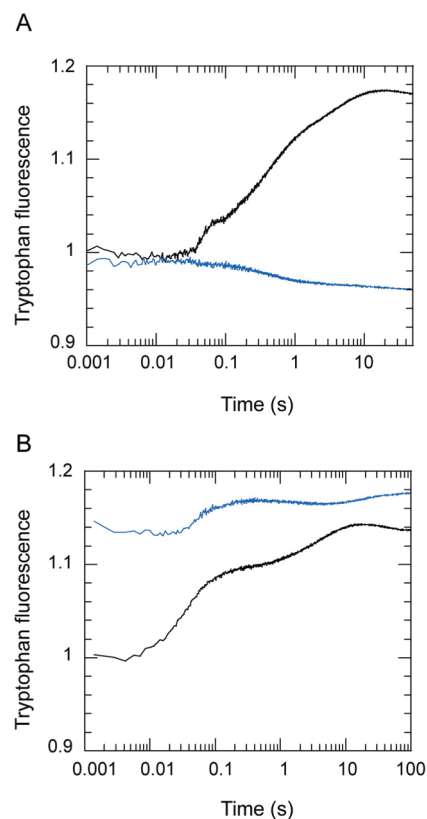 A
1.2
1.1
1
0.9
Tryptophan fluorescence
0.001 0.01 0.1 1 10
Time (s)
B
1.2
1.1
1
0.9
Tryptophan fluorescence
0.001 0.01 0.1 1 10 100
Time (s)